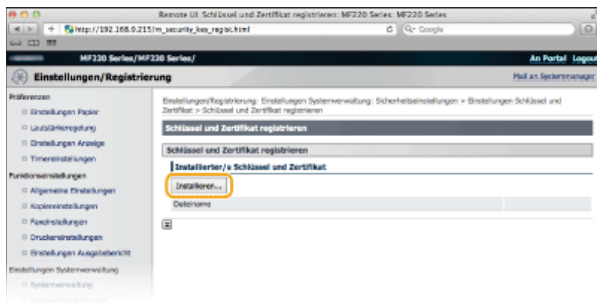 Remote UI: Schlüssel und Zertifikat registrieren: MF220 Series: MF220 Series
http://192.168.0.215/m_security_key_regist.html
Google
MF220 Series/MF220 Series/
An Portal Logout
Einstellungen/Registrierung
Mail an Systemmanager
Präferenzen
Einstellungen Papier
Lautstärkeregelung
Einstellungen Anzeige
Timereinstellungen
Funktionseinstellungen
Allgemeine Einstellungen
Kopiereinstellungen
Faxeinstellungen
Druckereinstellungen
Einstellungen Ausgabebericht
Einstellungen Systemverwaltung
Systemverwaltung
Einstellungen/Registrierung: Einstellungen Systemverwaltung: Sicherheitseinstellungen > Einstellungen Schlüssel und
Zertifikat > Schlüssel und Zertifikat registrieren
Schlüssel und Zertifikat registrieren
Schlüssel und Zertifikat registrieren
Installierter/s Schlüssel und Zertifikat
Installieren...
Dateiname